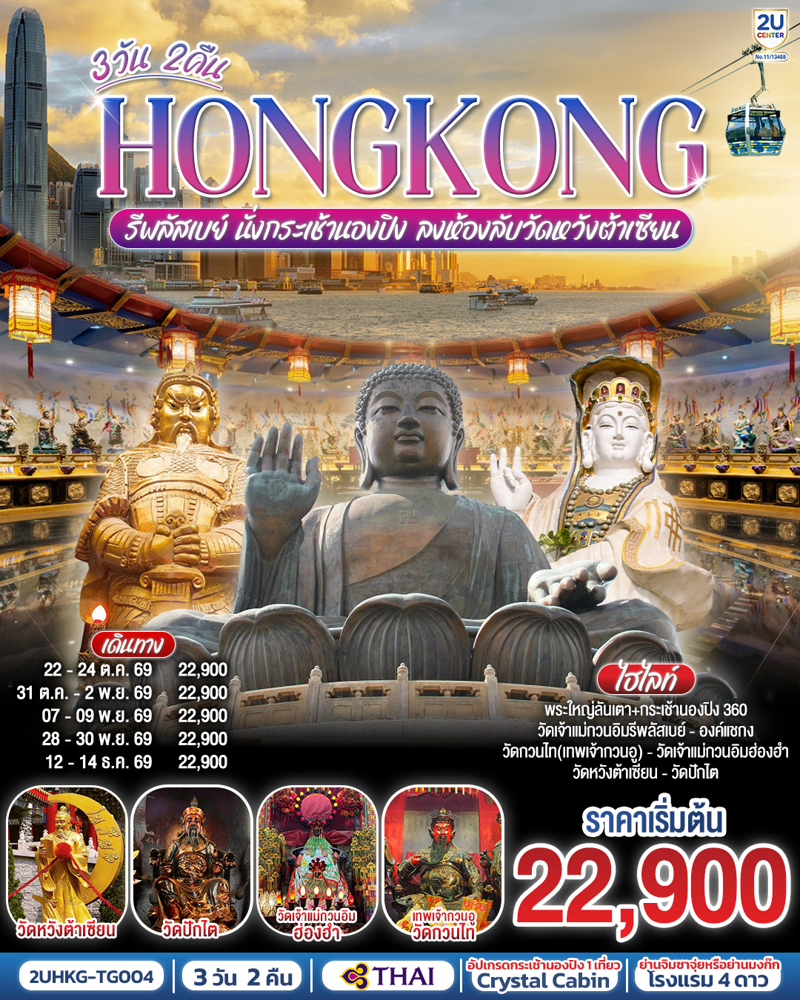 2U
CENTER
No.11/13488
3วัน 2คืน
HONGKONG
รีพลัสเบย์ นั่งกระเช้านองปิง ลงห้องลับวัดหวังต้าเซียน
เดินทาง
22 - 24 ต.ค. 69 22,900
31 ต.ค. - 2 พ.ย. 69 22,900
07 - 09 พ.ย. 69 22,900
28 - 30 พ.ย. 69 22,900
12 - 14 ธ.ค. 69 22,900
ไฮไลท์
พระใหญ่ลันเตา+กระเช้านองปิง 360
วัดเจ้าแม่กวนอิมรีพลัสเบย์ - องค์แชกง
วัดกวนไท(เทพเจ้ากวนอู) - วัดเจ้าแม่กวนอิมฮ่องฮำ
วัดหวังต้าเซียน - วัดปักไต
วัดหวังต้าเซียน
วัดปักไต
วัดเจ้าแม่กวนอิม
ฮ่องฮำ
เทพเจ้ากวนอู
วัดกวนไท
ราคาเริ่มต้น
22,900
2UHKG-TG004
3 วัน 2 คืน
THAI
อัปเกรดกระเช้านองปิง 1 เที่ยว
Crystal Cabin
ย่านจิมซาจุ่ยหรือย่านมงก๊ก
โรงแรม 4 ดาว